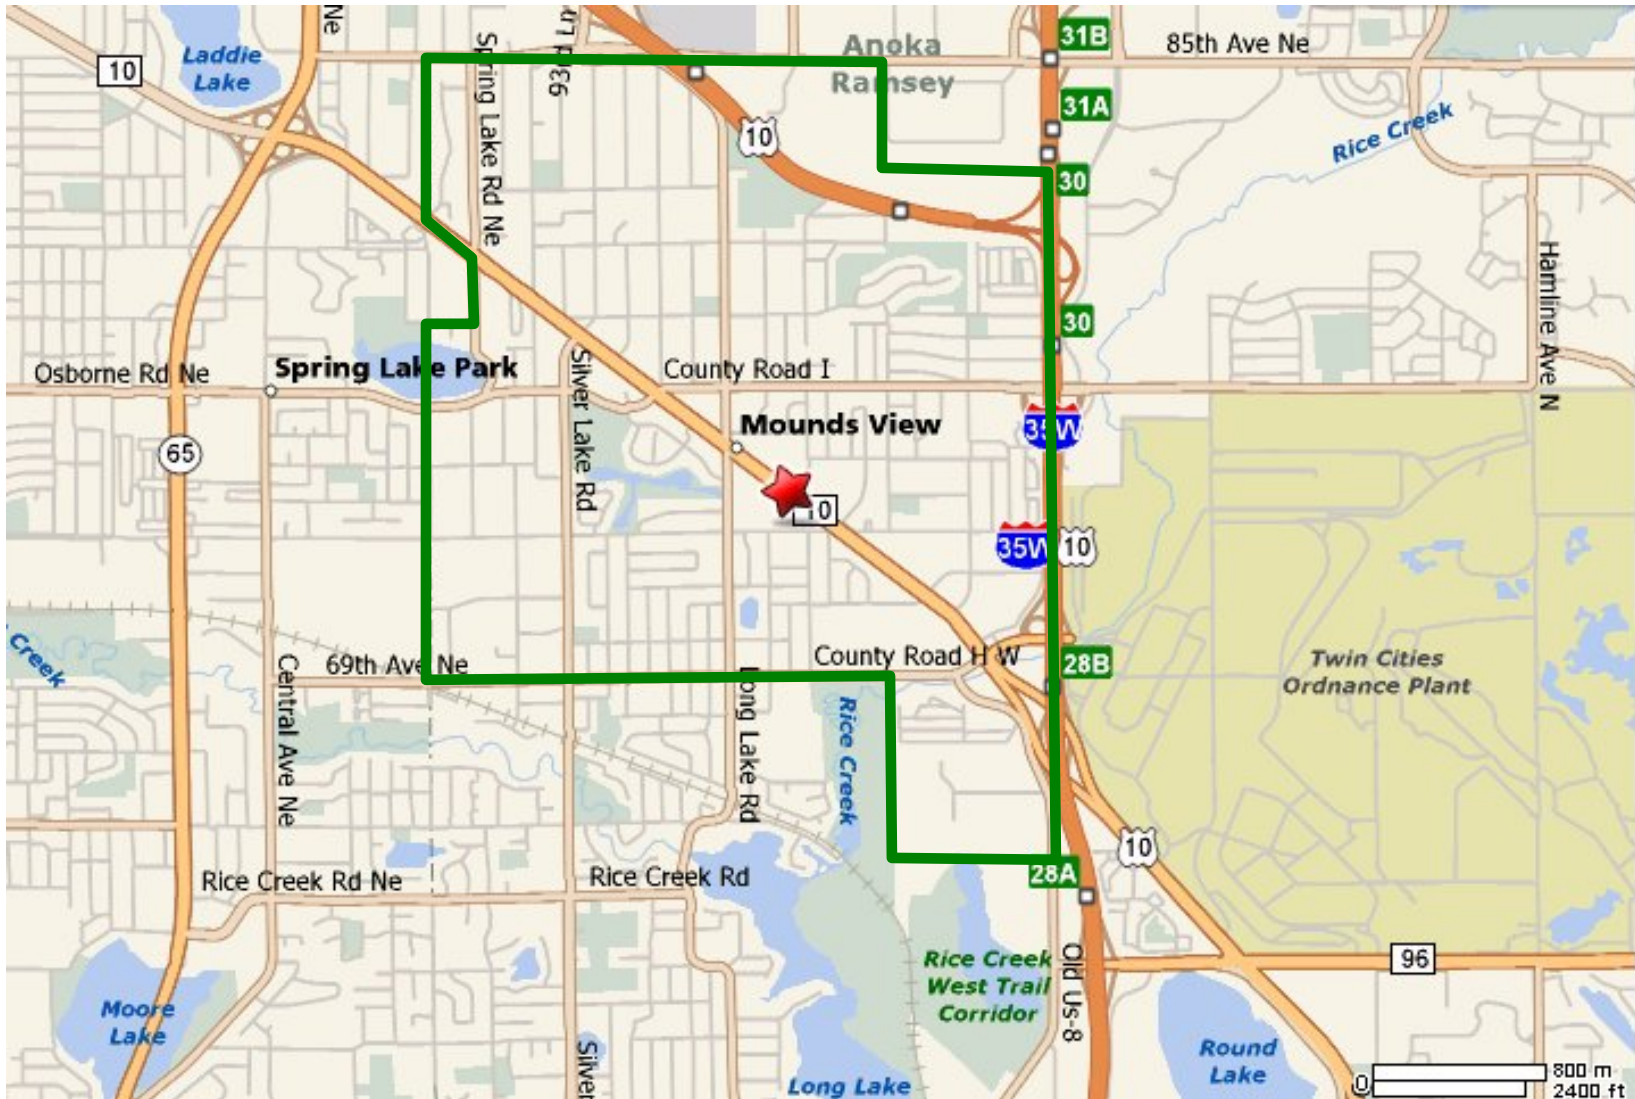 Ne
93rd Ln
31B
85th Ave Ne
Laddie
Lake
10
Spring Lake Rd Ne
Anoka
Ramsey
31A
Rice Creek
10
30
Hamline Ave N
30
Osborne Rd Ne
Spring Lake Park
County Road I
Silver Lake Rd
Mounds View
35W
65
10
35W
10
Creek
69th Ave Ne
County Road H W
28B
Twin Cities
Ordnance Plant
Central Ave Ne
Long Lake Rd
Rice Creek
10
Rice Creek Rd Ne
Rice Creek Rd
28A
Rice Creek
West Trail
Corridor
Old Us-8
96
Moore
Lake
Silver
Long Lake
Round
Lake
0
800 m
2400 ft